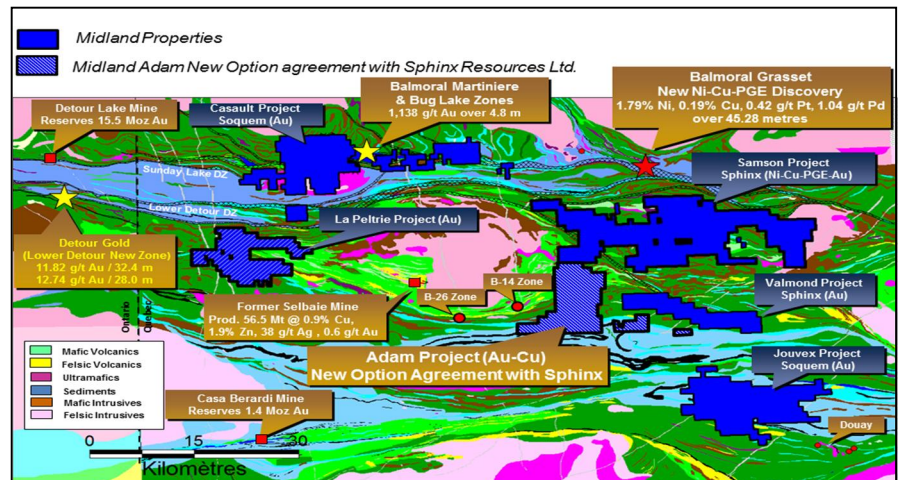 Midland Properties
Midland Adam New Option agreement with Sphinx Resources Ltd.
Detour Lake Mine
Reserves 15.5 Moz Au
Casault Project
Soquem (Au)
Balmoral Martiniere
& Bug Lake Zones
1,138 g/t Au over 4.8 m
Balmoral Grasset
New Ni-Cu-PGE Discovery
1.79% Ni, 0.19% Cu, 0.42 g/t Pt, 1.04 g/t Pd
over 45.28 metres
Sunday Lake DZ
Lower Detour DZ
Samson Project
Sphinx (Ni-Cu-PGE-Au)
La Peltrie Project (Au)
Detour Gold
(Lower Detour New Zone)
11.82 g/t Au / 32.4 m
12.74 g/t Au / 28.0 m
Former Selbaie Mine
Prod. 56.5 Mt @ 0.9% Cu,
1.9% Zn, 38 g/t Ag , 0.6 g/t Au
B-26 Zone
B-14 Zone
Valmond Project
Sphinx (Au)
Ontario
Quebec
Adam Project (Au-Cu)
New Option Agreement with Sphinx
Jouvex Project
Soquem (Au)
Mafic Volcanics
Felsic Volcanics
Ultramafics
Sediments
Mafic Intrusives
Felsic Intrusives
Casa Berardi Mine
Reserves 1.4 Moz Au
Douay
0 15 30
Kilomètres